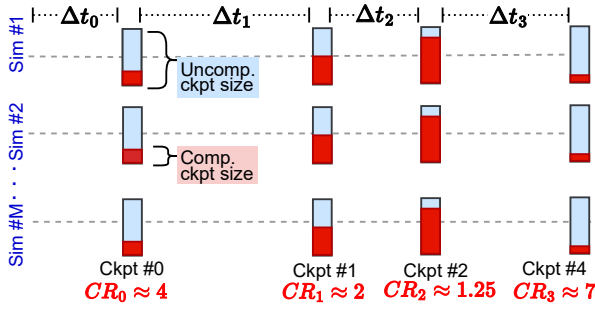 Δt₀ Δt₁ Δt₂ Δt₃
Sim #1
Uncomp.
ckpt size
Sim #2
Comp.
ckpt size
· · ·
Sim #M
Ckpt #0 Ckpt #1 Ckpt #2 Ckpt #4
CR₀ ≈ 4 CR₁ ≈ 2 CR₂ ≈ 1.25 CR₃ ≈ 7